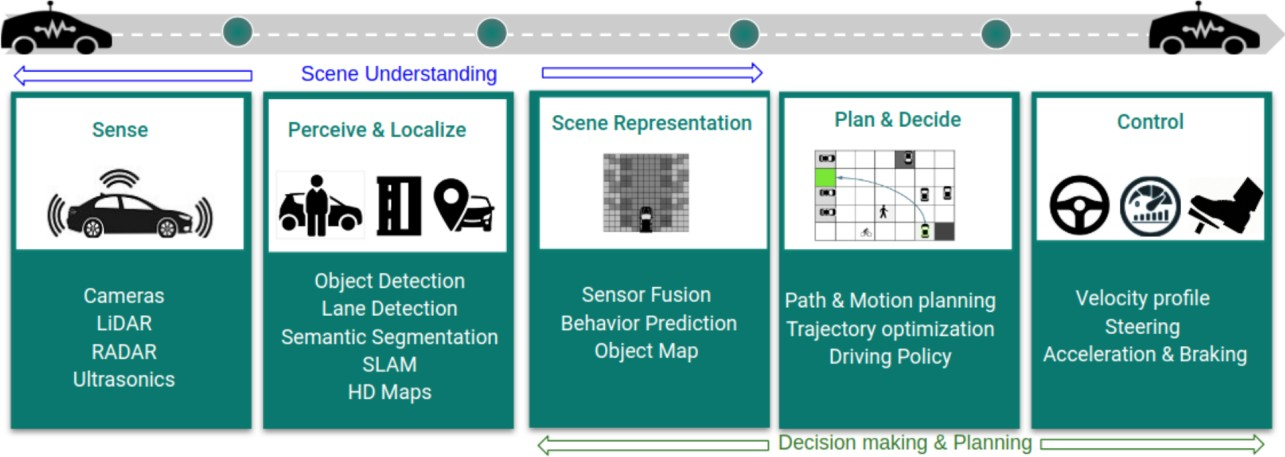 Scene Understanding
Sense
Cameras
LiDAR
RADAR
Ultrasonics
Perceive & Localize
Object Detection
Lane Detection
Semantic Segmentation
SLAM
HD Maps
Scene Representation
Sensor Fusion
Behavior Prediction
Object Map
Plan & Decide
Path & Motion planning
Trajectory optimization
Driving Policy
Control
Velocity profile
Steering
Acceleration & Braking
Decision making & Planning